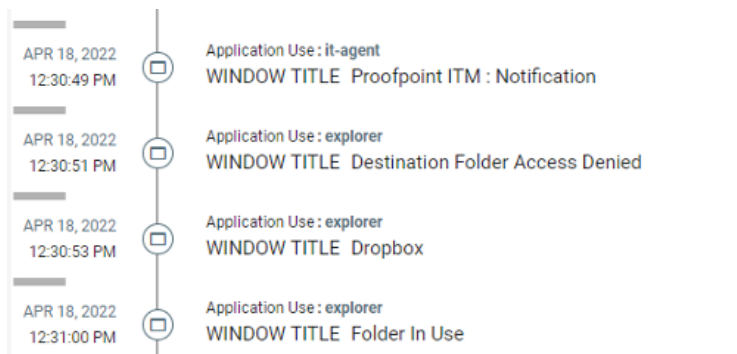 APR 18, 2022
12:30:49 PM
Application Use : it-agent
WINDOW TITLE Proofpoint ITM : Notification
APR 18, 2022
12:30:51 PM
Application Use : explorer
WINDOW TITLE Destination Folder Access Denied
APR 18, 2022
12:30:53 PM
Application Use : explorer
WINDOW TITLE Dropbox
APR 18, 2022
12:31:00 PM
Application Use : explorer
WINDOW TITLE Folder In Use